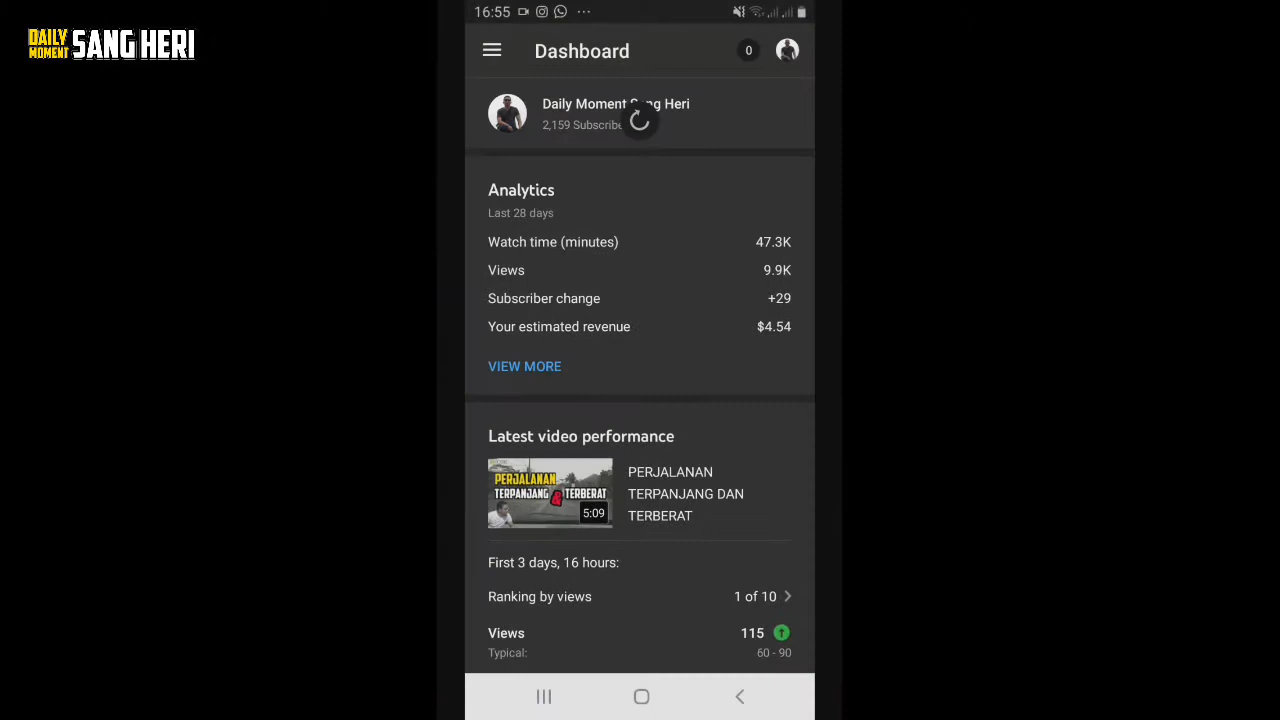 DAILY MOMENT SANG HERI
16:55
Dashboard
0
Daily Moment Heri
2,159
Analytics
Last 28 days
Watch time (minutes) 47.3K
Views 9.9K
Subscriber change +29
Your estimated revenue $4.54
VIEW MORE
Latest video performance
PERJALANAN
TERPANJANG & TERBERAT
5:09
PERJALANAN
TERPANJANG DAN
TERBERAT
First 3 days, 16 hours:
Ranking by views 1 of 10
Views 115
Typical: 60 - 90